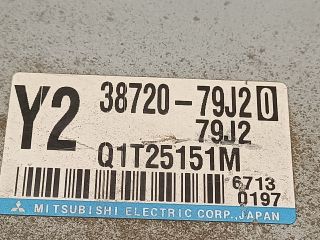 Y2 38720-79J20
79J2
Q1T25151M
6713
0197
MITSUBISHI ELECTRIC CORP., JAPAN